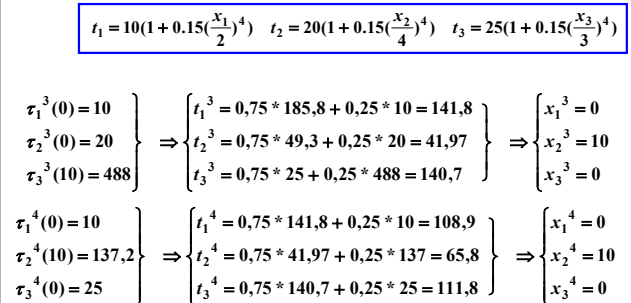 t₁ = 10(1 + 0.15(x₁/2)⁴) t₂ = 20(1 + 0.15(x₂/4)⁴) t₃ = 25(1 + 0.15(x₃/3)⁴)
τ₁³(0) = 10 t₁³ = 0,75 * 185,8 + 0,25 * 10 = 141,8 x₁³ = 0
τ₂³(0) = 20 ⇒ t₂³ = 0,75 * 49,3 + 0,25 * 20 = 41,97 ⇒ x₂³ = 10
τ₃³(10) = 488 t₃³ = 0,75 * 25 + 0,25 * 488 = 140,7 x₃³ = 0
τ₁⁴(0) = 10 t₁⁴ = 0,75 * 141,8 + 0,25 * 10 = 108,9 x₁⁴ = 0
τ₂⁴(10) = 137,2 ⇒ t₂⁴ = 0,75 * 41,97 + 0,25 * 137 = 65,8 ⇒ x₂⁴ = 10
τ₃⁴(0) = 25 t₃⁴ = 0,75 * 140,7 + 0,25 * 25 = 111,8 x₃⁴ = 0